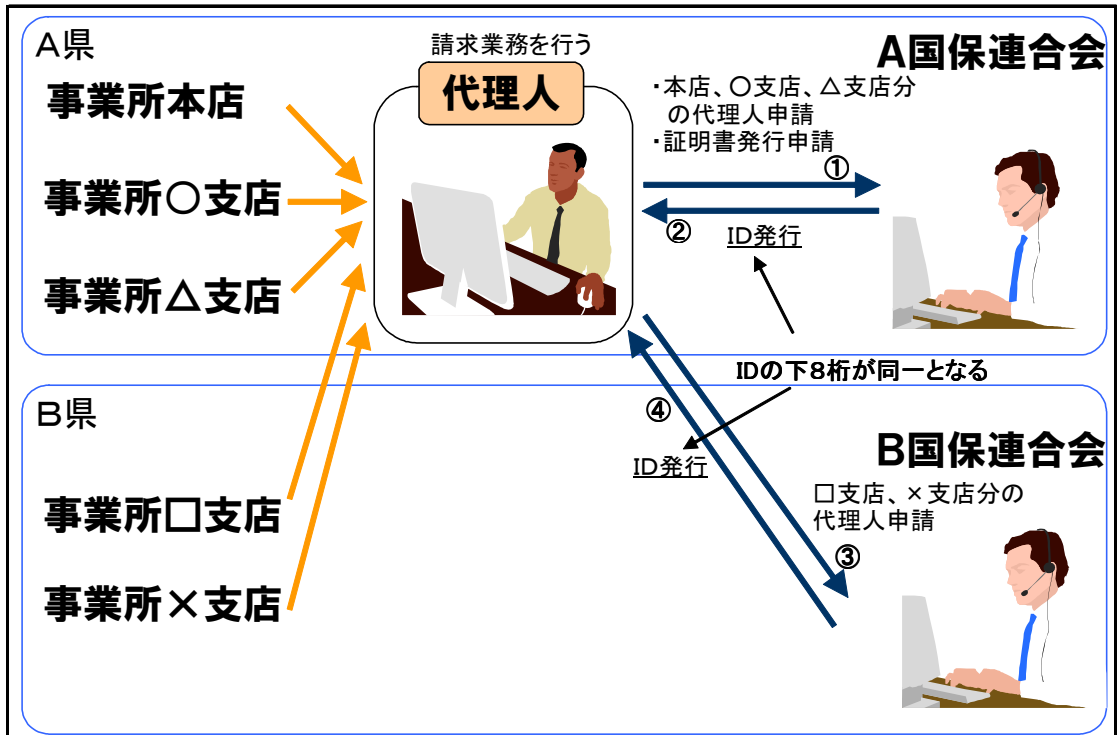 A県
事業所本店
事業所○支店
事業所△支店
請求業務を行う
代理人
A国保連合会
・本店、○支店、△支店分
の代理人申請
・証明書発行申請
①
②
ID発行
IDの下8桁が同一となる
B県
事業所□支店
事業所×支店
④
ID発行
B国保連合会
□支店、×支店分の
代理人申請
③